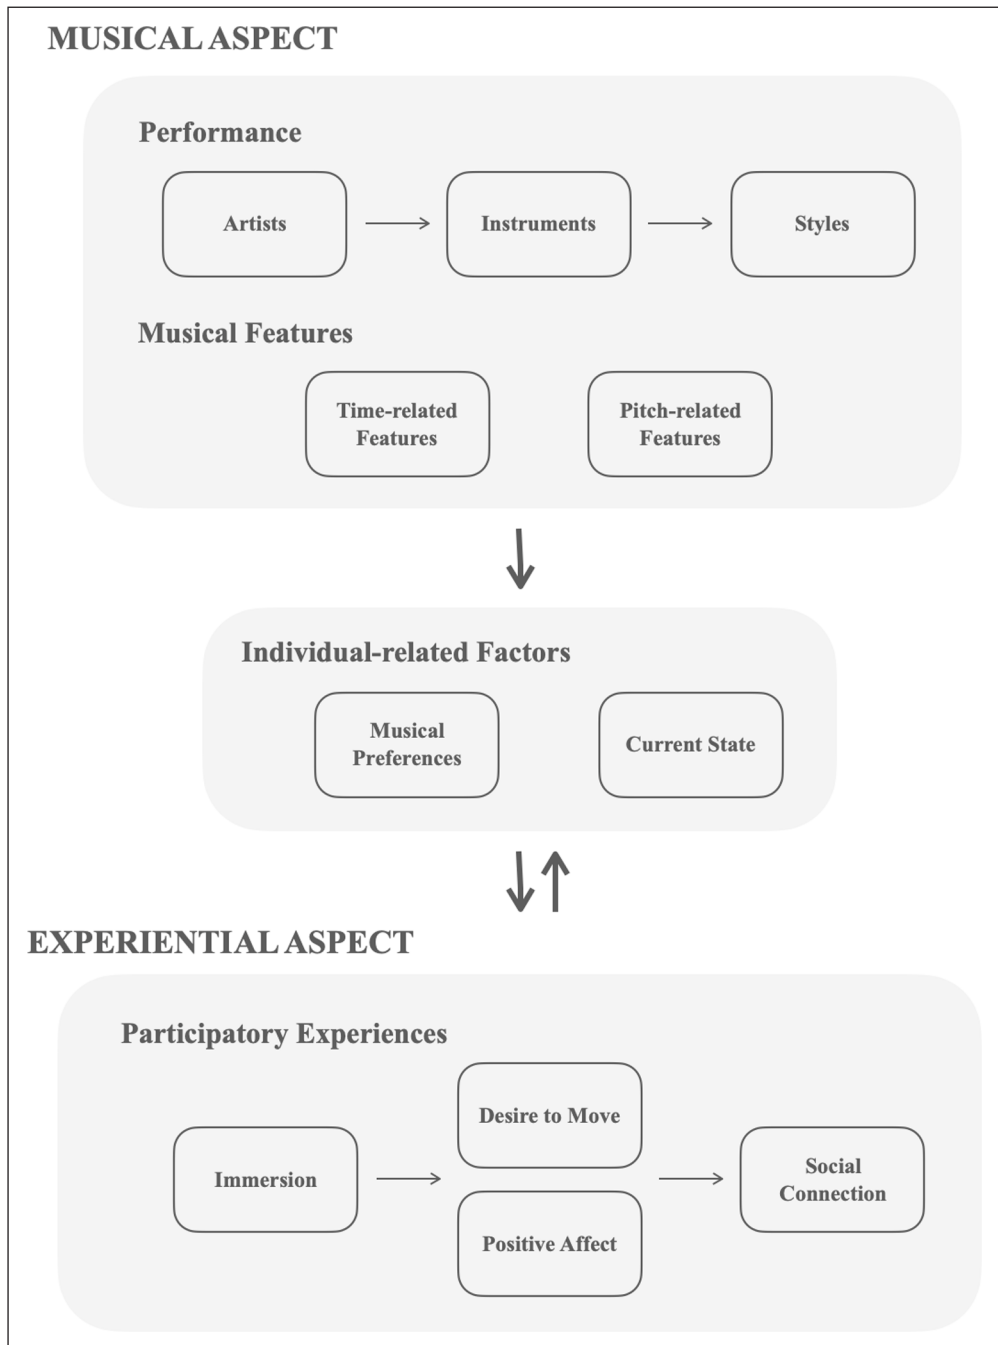 MUSICAL ASPECT
Performance
Artists
Instruments
Styles
Musical Features
Time-related
Features
Pitch-related
Features
Individual-related Factors
Musical
Preferences
Current State
EXPERIENTIAL ASPECT
Participatory Experiences
Immersion
Desire to Move
Positive Affect
Social
Connection